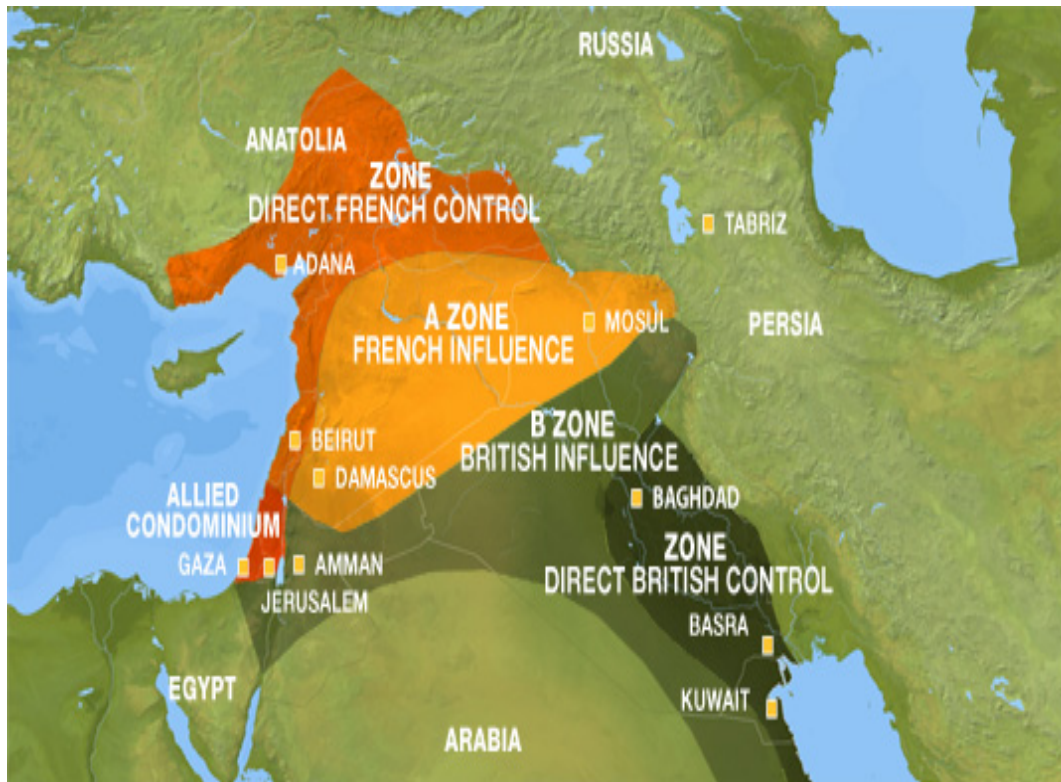 RUSSIA
ANATOLIA
ZONE
DIRECT FRENCH CONTROL
TABRIZ
ADANA
A ZONE
FRENCH INFLUENCE
MOSUL
PERSIA
B ZONE
BRITISH INFLUENCE
BEIRUT
DAMASCUS
BAGHDAD
ALLIED
CONDOMINIUM
ZONE
DIRECT BRITISH CONTROL
GAZA
AMMAN
JERUSALEM
BASRA
EGYPT
KUWAIT
ARABIA